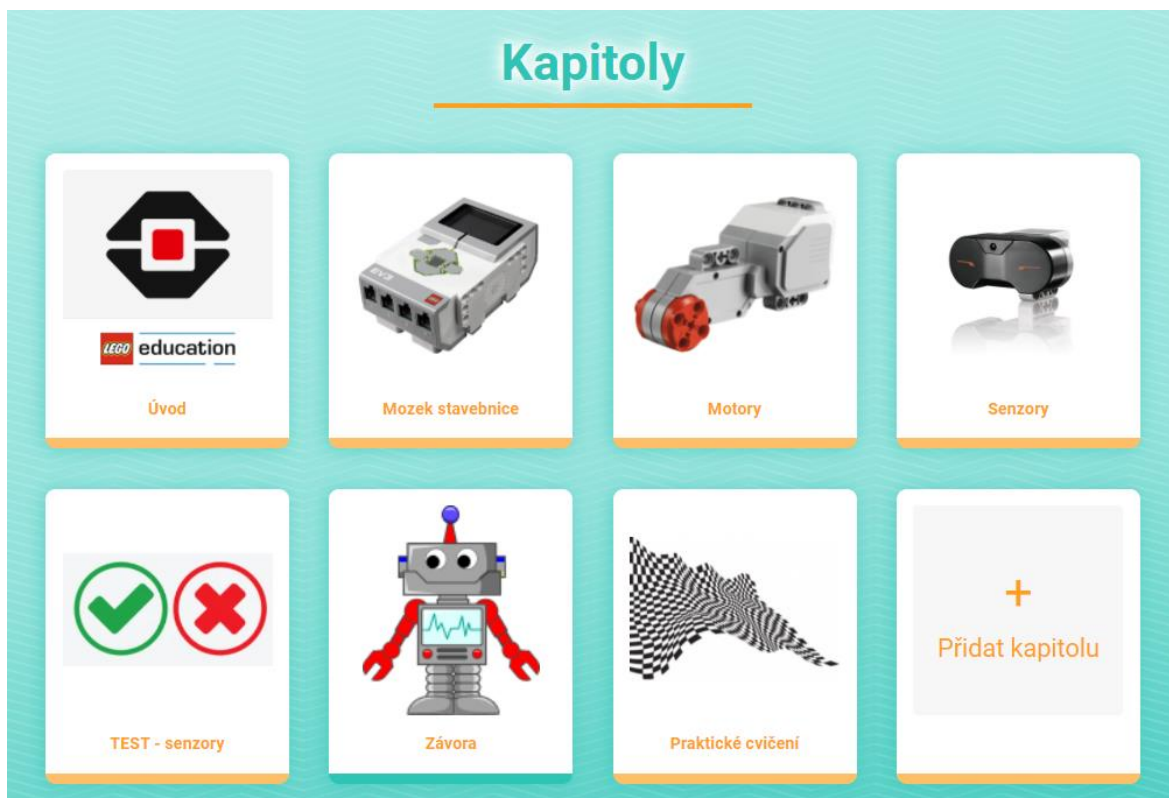 Kapitoly
LEGO education
Úvod
EV3
Mozek stavebnice
Motory
Senzory
TEST - senzory
Závora
Praktické cvičení
+
Přidat kapitolu